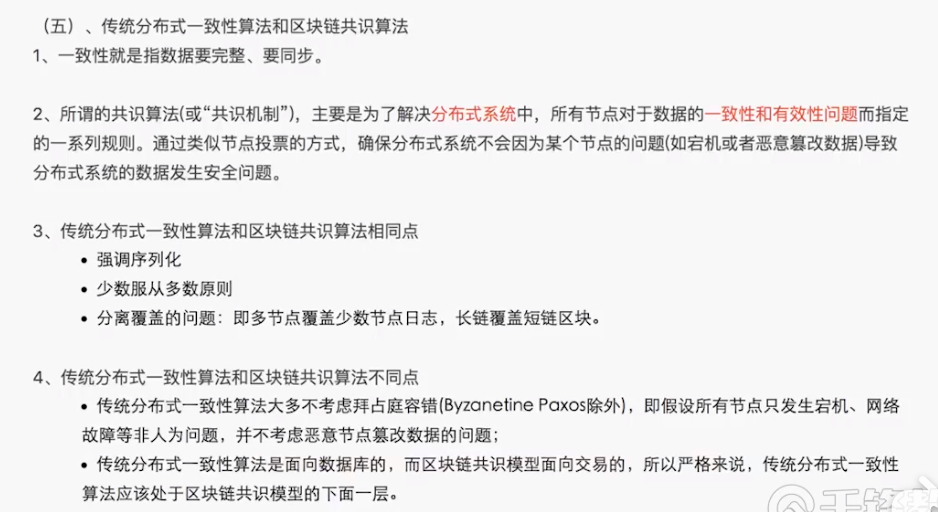 （五）、传统分布式一致性算法和区块链共识算法
1、一致性就是指数据要完整、要同步。
2、所谓的共识算法(或“共识机制”)，主要是为了解决分布式系统中，所有节点对于数据的一致性和有效性问题而指定
的一系列规则。通过类似节点投票的方式，确保分布式系统不会因为某个节点的问题(如宕机或者恶意篡改数据)导致
分布式系统的数据发生安全问题。
3、传统分布式一致性算法和区块链共识算法相同点
• 强调序列化
• 少数服从多数原则
• 分离覆盖的问题：即多节点覆盖少数节点日志，长链覆盖短链区块。
4、传统分布式一致性算法和区块链共识算法不同点
• 传统分布式一致性算法大多不考虑拜占庭容错(Byzanetine Paxos除外)，即假设所有节点只发生宕机、网络
故障等非人为问题，并不考虑恶意节点篡改数据的问题；
• 传统分布式一致性算法是面向数据库的，而区块链共识模型面向交易的，所以严格来说，传统分布式一致性
算法应该处于区块链共识模型的下面一层。